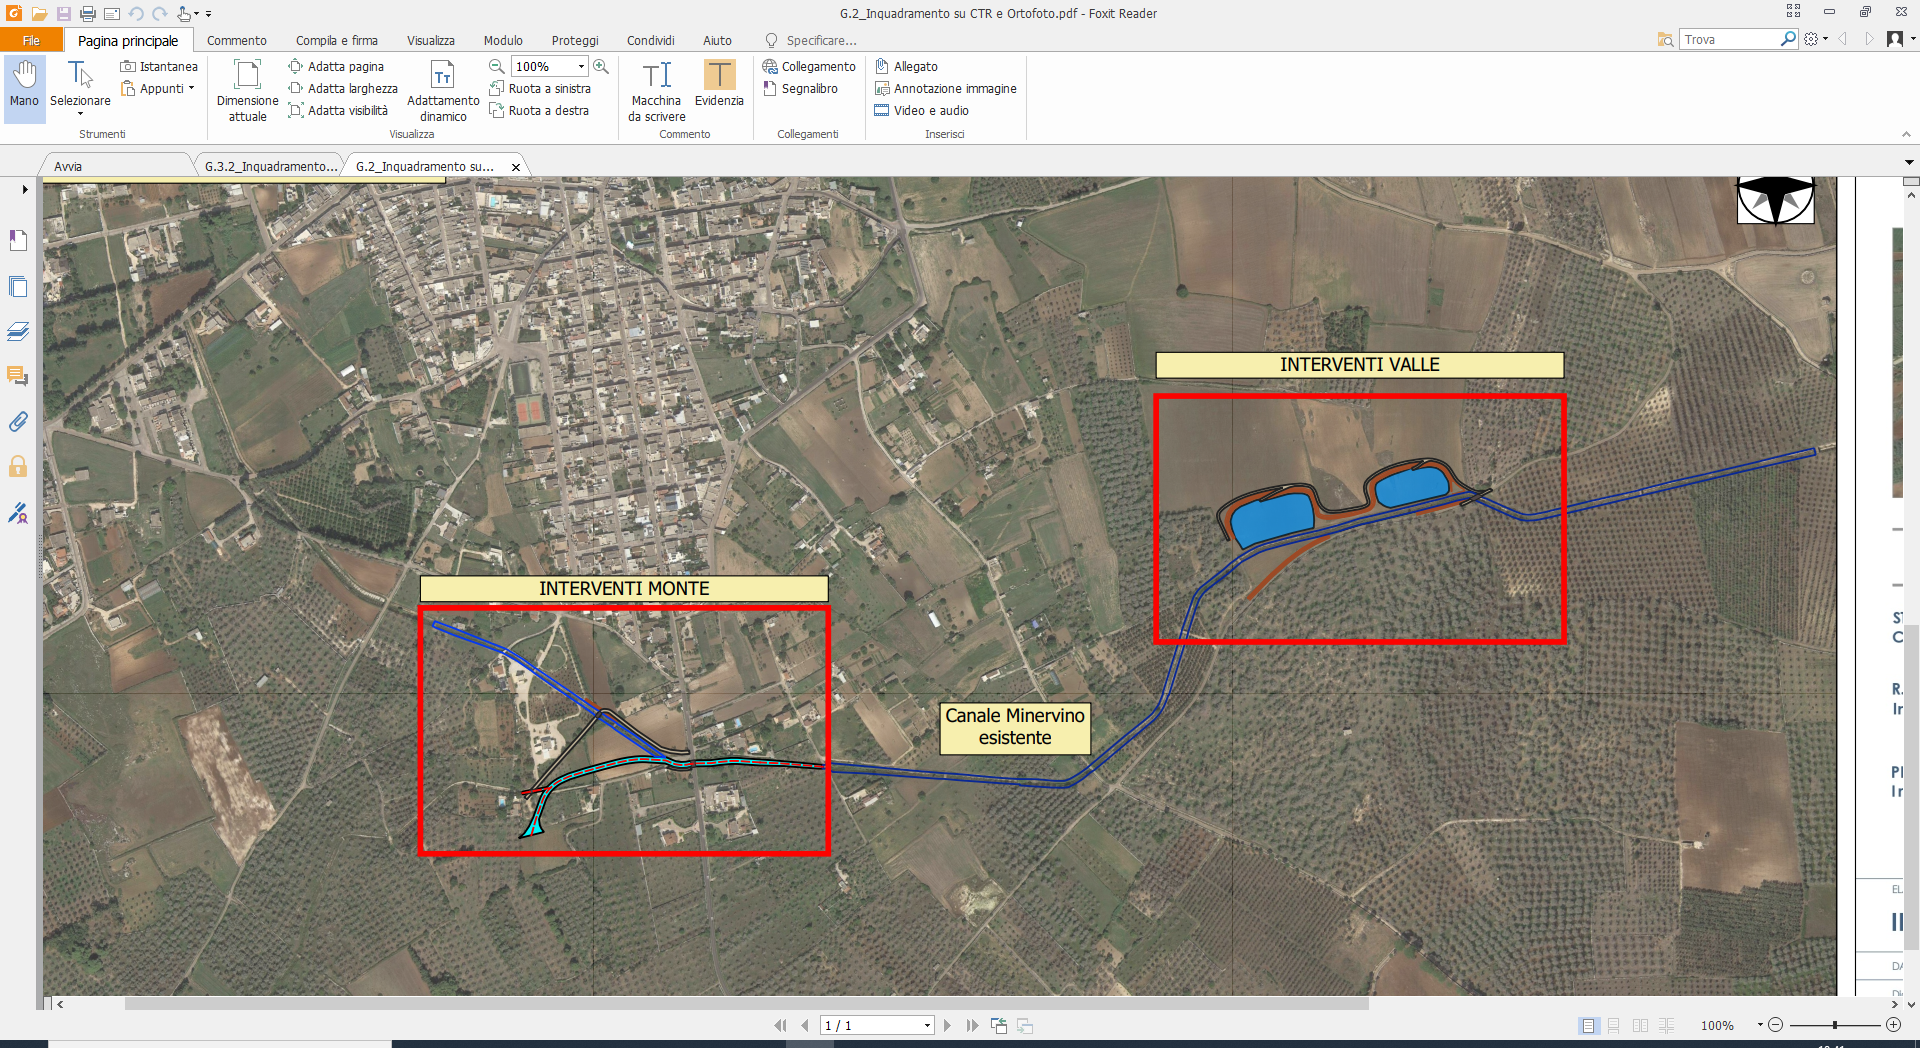 G.2_Inquadramento su CTR e Ortofoto.pdf - Foxit Reader
File
Pagina principale
Commento
Compila e firma
Visualizza
Modulo
Proteggi
Condividi
Aiuto
Specificare...
Trova
Mano
Selezionare
Istantanea
Appunti
Strumenti
Dimensione
attuale
Adatta pagina
Adatta larghezza
Adatta visibilità
Adattamento
dinamico
100%
Ruota a sinistra
Ruota a destra
Visualizza
Macchina
da scrivere
Evidenzia
Commento
Collegamento
Segnalibro
Collegamenti
Allegato
Annotazione immagine
Video e audio
Inserisci
Avvia
G.3.2_Inquadramento...
G.2_Inquadramento su...
INTERVENTI VALLE
INTERVENTI MONTE
Canale Minervino
esistente
R.
EL
DA
1 / 1
100%